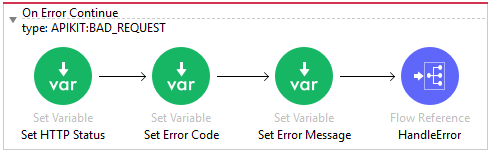 On Error Continue
type: APIKIT:BAD_REQUEST
var var var
Set Variable Set Variable Set Variable Flow Reference
Set HTTP Status Set Error Code Set Error Message HandleError